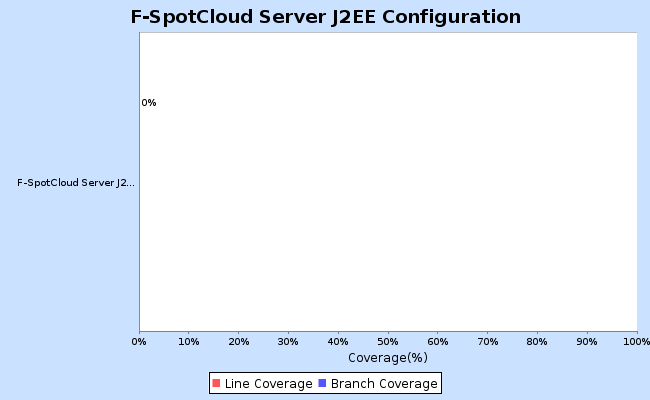 F-SpotCloud Server J2EE Configuration
0%
F-SpotCloud Server J2...
0% 10% 20% 30% 40% 50% 60% 70% 80% 90% 100%
Coverage(%)
Line Coverage Branch Coverage